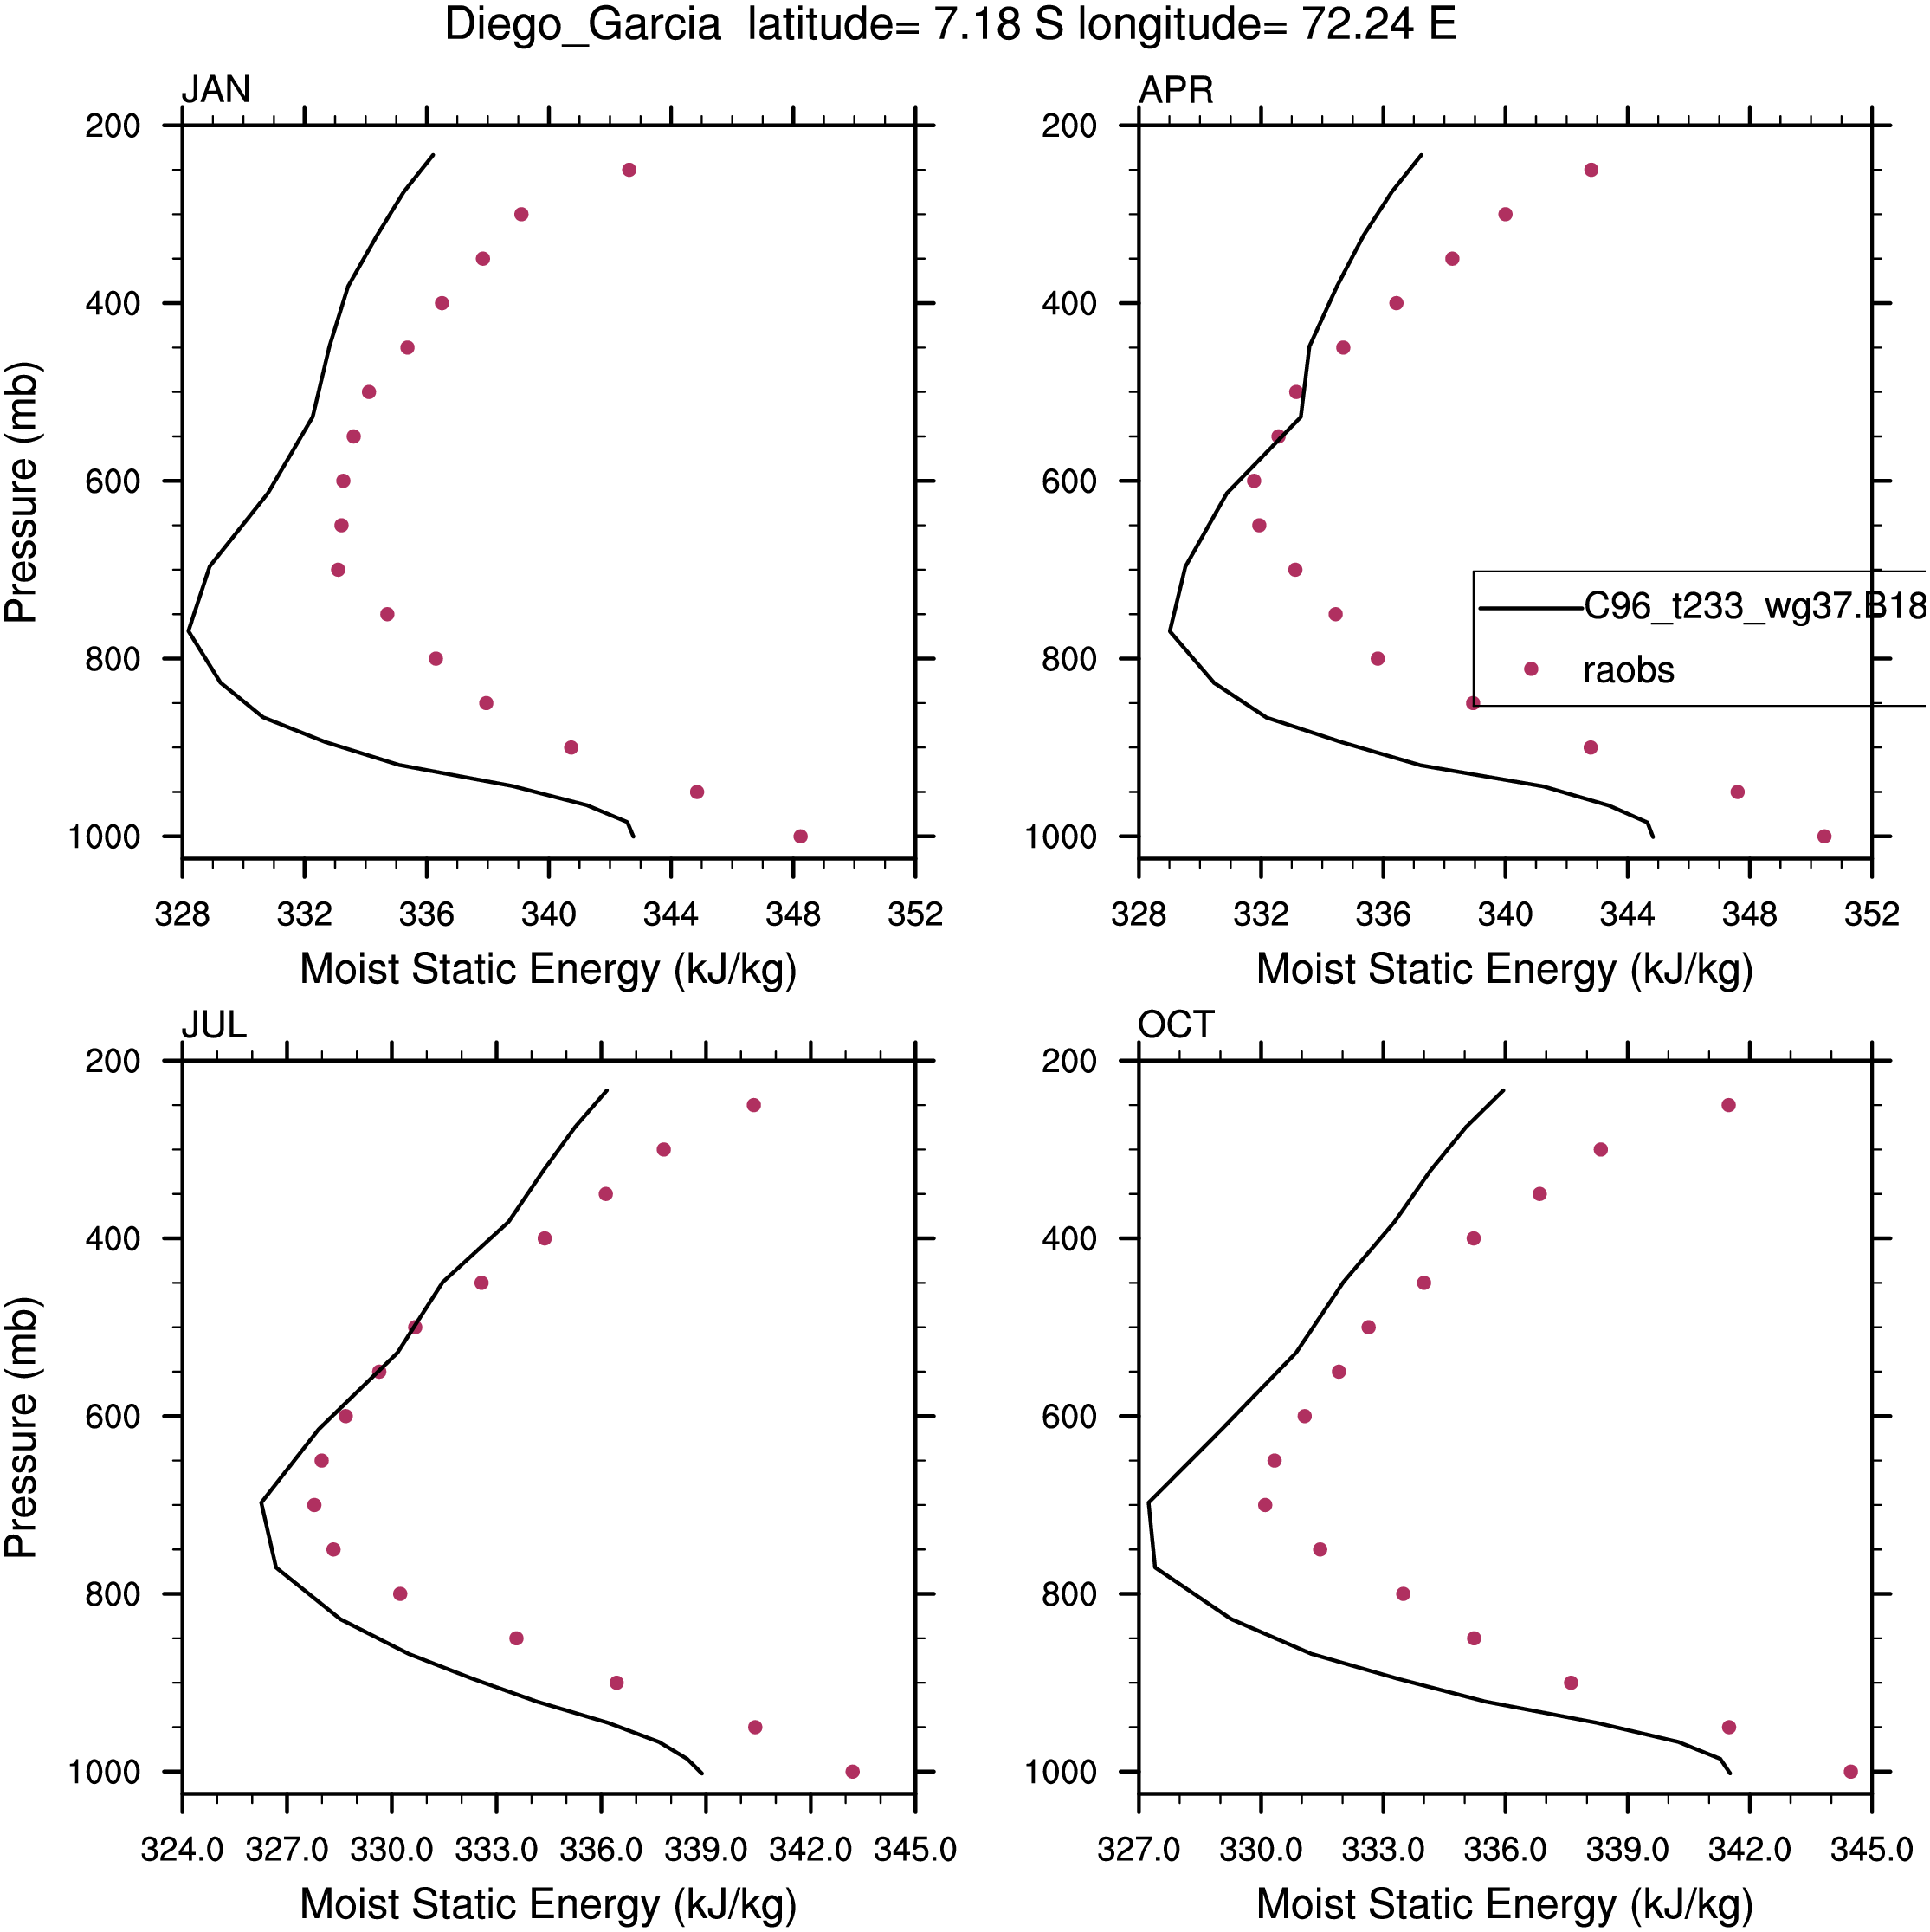 Diego_Garcia latitude= 7.18 S longitude= 72.24 E
JAN
200
400
600
800
1000
Pressure (mb)
328 332 336 340 344 348 352
Moist Static Energy (kJ/kg)
APR
200
400
600
800
1000
C96_t233_wg37.B18
raobs
328 332 336 340 344 348 352
Moist Static Energy (kJ/kg)
JUL
200
400
600
800
1000
Pressure (mb)
324.0 327.0 330.0 333.0 336.0 339.0 342.0 345.0
Moist Static Energy (kJ/kg)
OCT
200
400
600
800
1000
327.0 330.0 333.0 336.0 339.0 342.0 345.0
Moist Static Energy (kJ/kg)